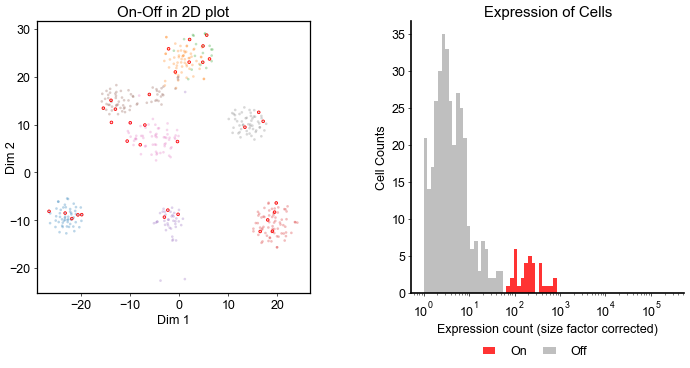 On-Off in 2D plot
30
20
10
0
−10
−20
Dim 2
−20 −10 0 10 20
Dim 1
Expression of Cells
35
30
25
20
15
10
5
0
Cell Counts
10^0 10^1 10^2 10^3 10^4 10^5
Expression count (size factor corrected)
On Off